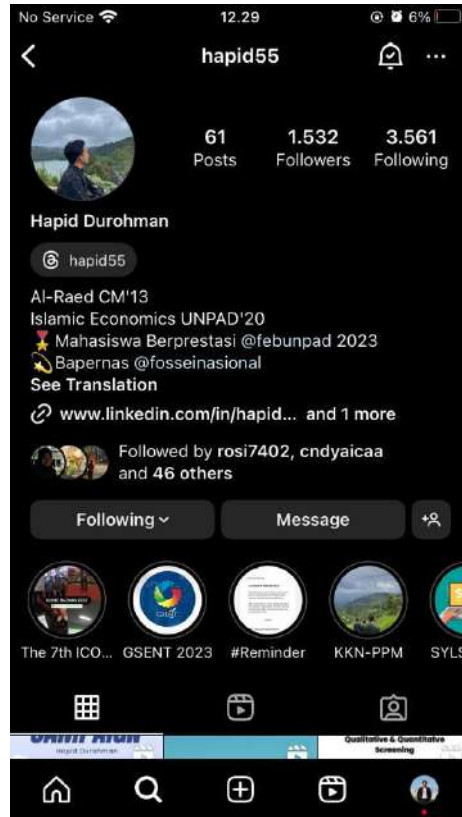 No Service 12.29 6%
hapid55
61 1.532 3.561
Posts Followers Following
Hapid Durohman
hapid55
Al-Raed CM'13
Islamic Economics UNPAD'20
🎖️Mahasiswa Berprestasi @febunpad 2023
💫Bapernas @fosseinasional
See Translation
www.linkedin.com/in/hapid... and 1 more
Followed by rosi7402, cndyaicaa
and 46 others
Following Message
The 7th ICO... GSENT 2023 #Reminder KKN-PPM SYLS
CAMPAIGN
Hapid Durohman
Qualitative & Quantitative
Screening